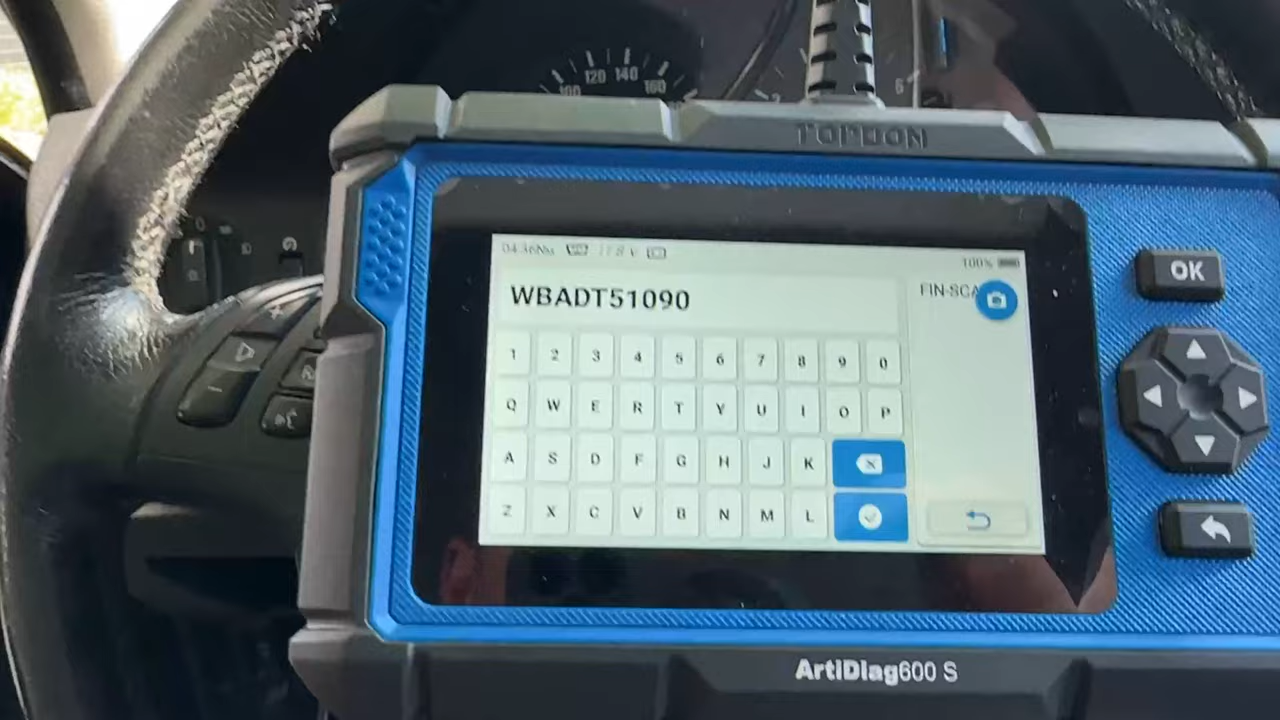 120 140
100 160
TOPDON
100%
FIN-SCA
WBADT51090
1 2 3 4 5 6 7 8 9 0
Q W E R T Y U I O P
A S D F G H J K
Z X C V B N M L
OK
ArtiDiag600 S